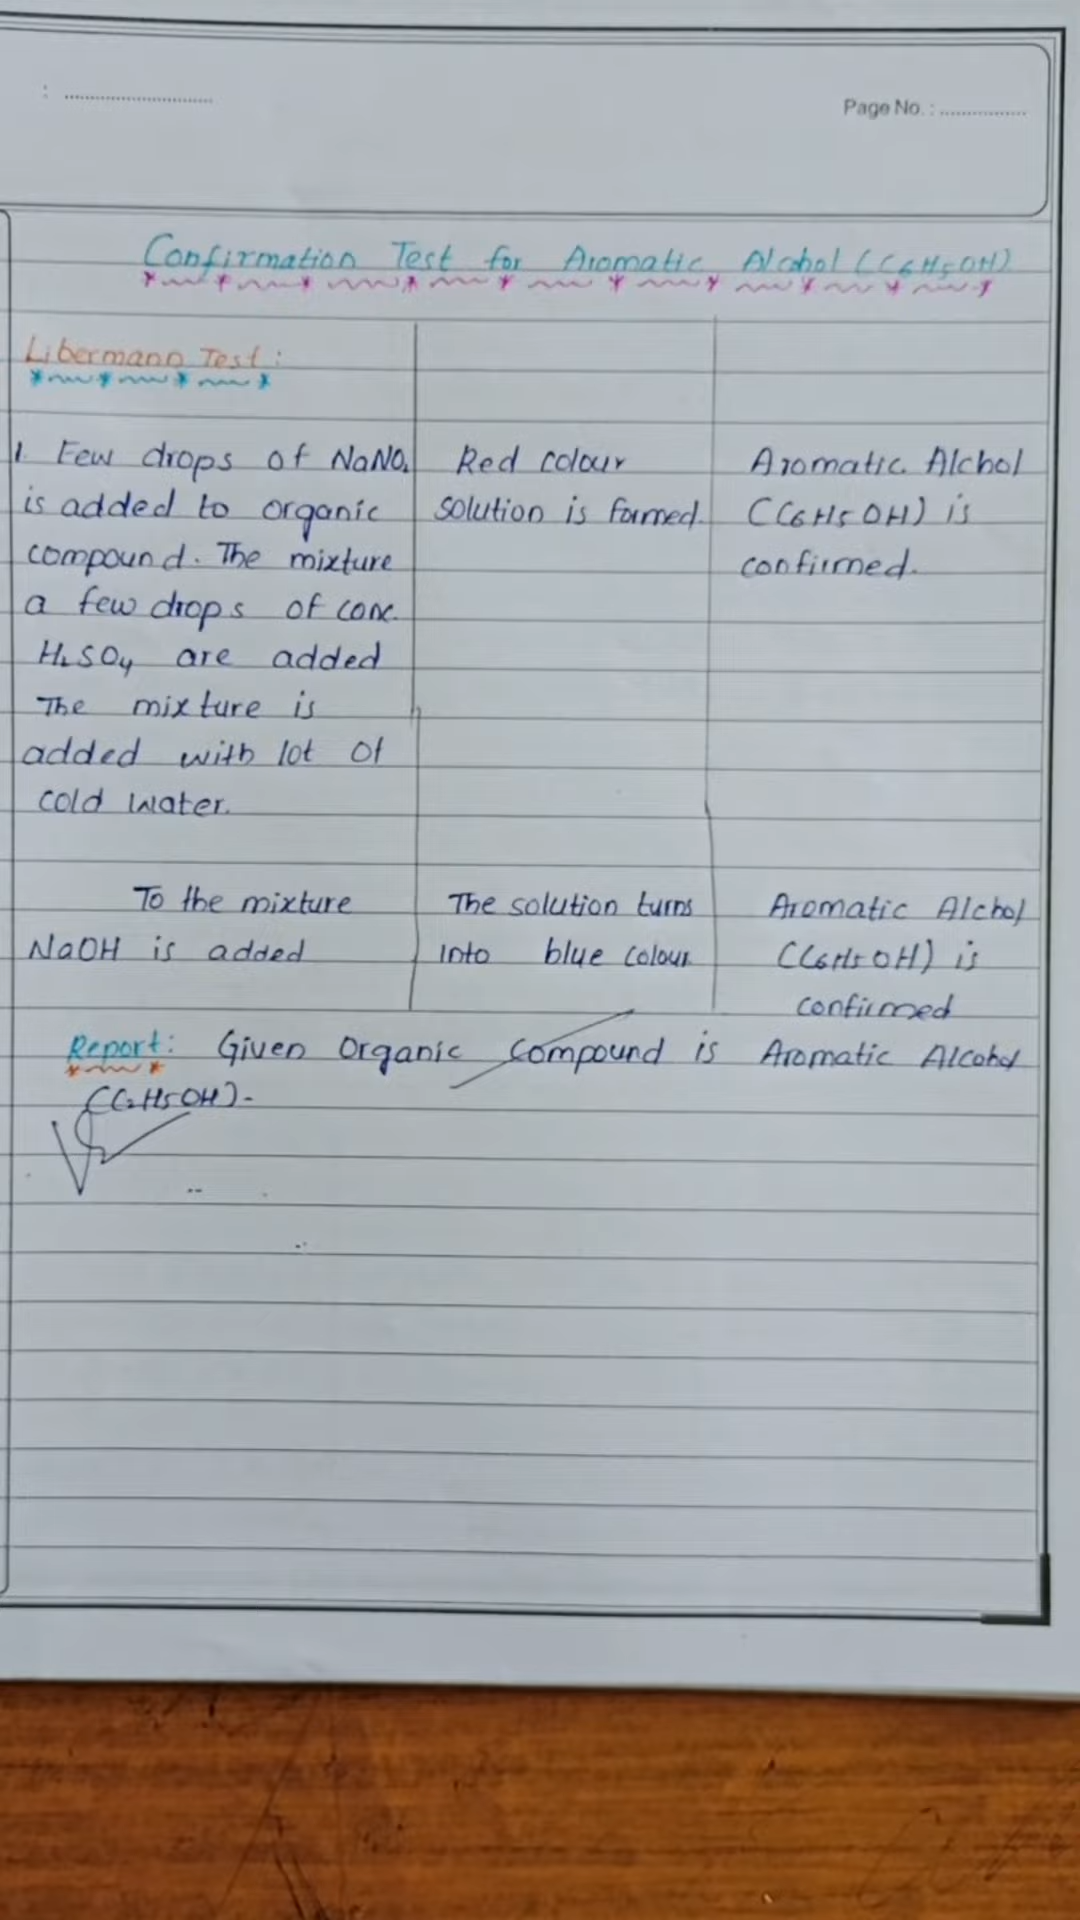 : ..............................
Page No. : ..................
Confirmation Test for Aromatic Alcohol (C6H5OH)
Libermann Test :
1. Few drops of NaNO2
is added to organic
compound. The mixture
a few drops of conc.
H2SO4 are added
The mixture is
added with lot of
cold water.
Red colour
solution is formed.
Aromatic Alchol
(C6H5OH) is
confirmed.
To the mixture
NaOH is added
The solution turns
into blue colour
Aromatic Alchol
(C6H5OH) is
confirmed
Report : Given Organic Compound is Aromatic Alcohol
(C2H5OH).